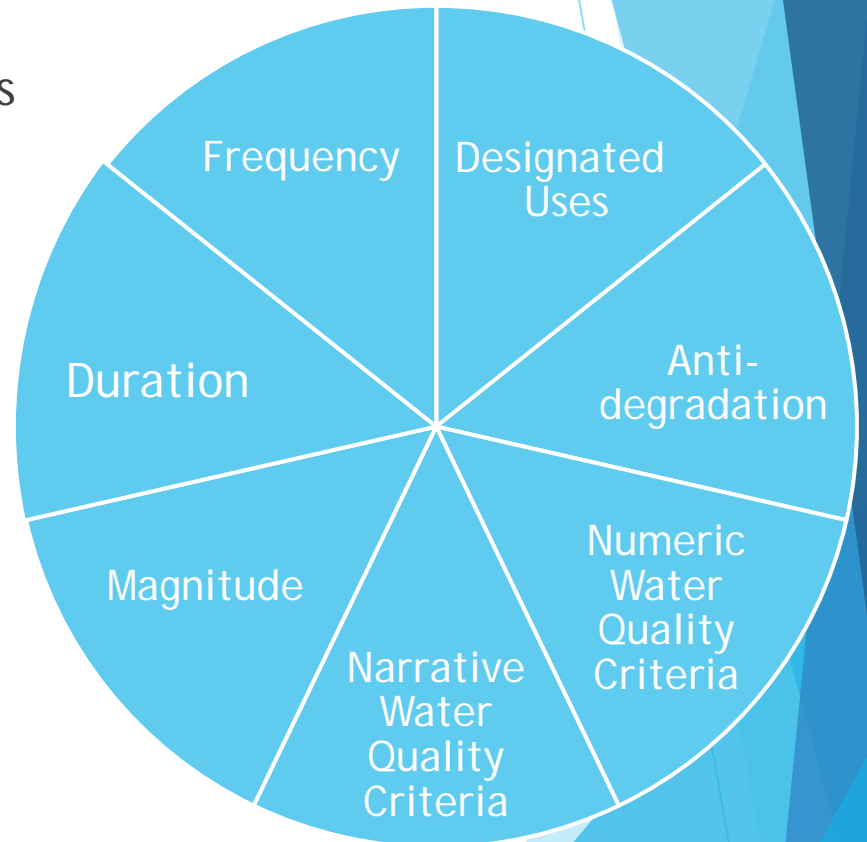 s
Frequency
Designated
Uses
Anti-
degradation
Numeric
Water
Quality
Criteria
Narrative
Water
Quality
Criteria
Magnitude
Duration